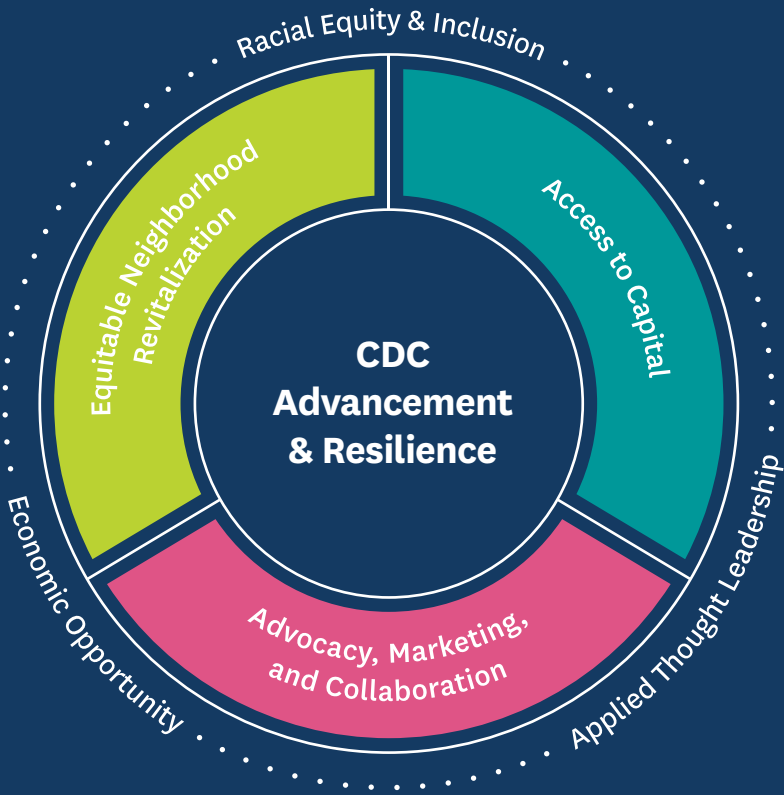 Racial Equity & Inclusion
Equitable Neighborhood
Revitalization
Access to Capital
CDC
Advancement
& Resilience
Advocacy, Marketing,
and Collaboration
Economic Opportunity
Applied Thought Leadership